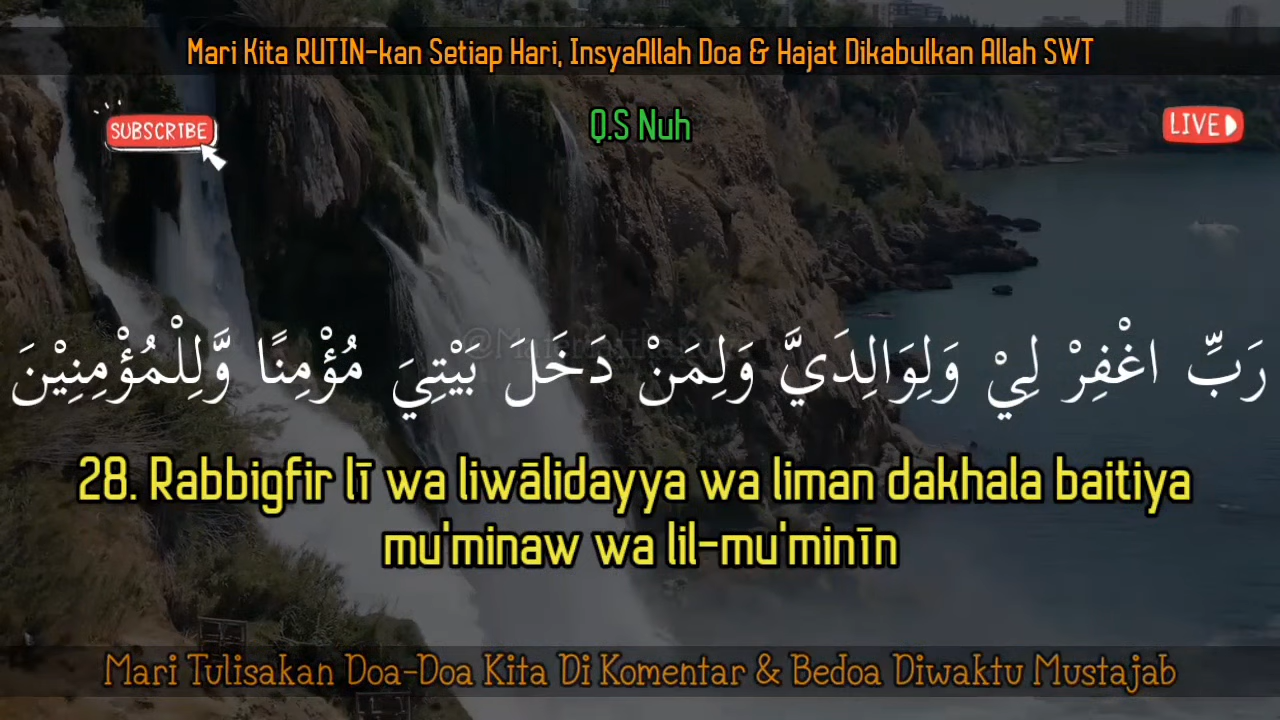 Mari Kita RUTIN-kan Setiap Hari, InsyaAllah Doa & Hajat Dikabulkan Allah SWT
Q.S Nuh
SUBSCRIBE
LIVE
رَبِّ اغْفِرْ لِيْ وَلِوَالِدَيَّ وَلِمَنْ دَخَلَ بَيْتِيَ مُؤْمِنًا وَّلِلْمُؤْمِنِيْنَ
28. Rabbigfir lī wa liwālidayya wa liman dakhala baitiya
mu'minaw wa lil-mu'minīn
Mari Tulisakan Doa-Doa Kita Di Komentar & Bedoa Diwaktu Mustajab